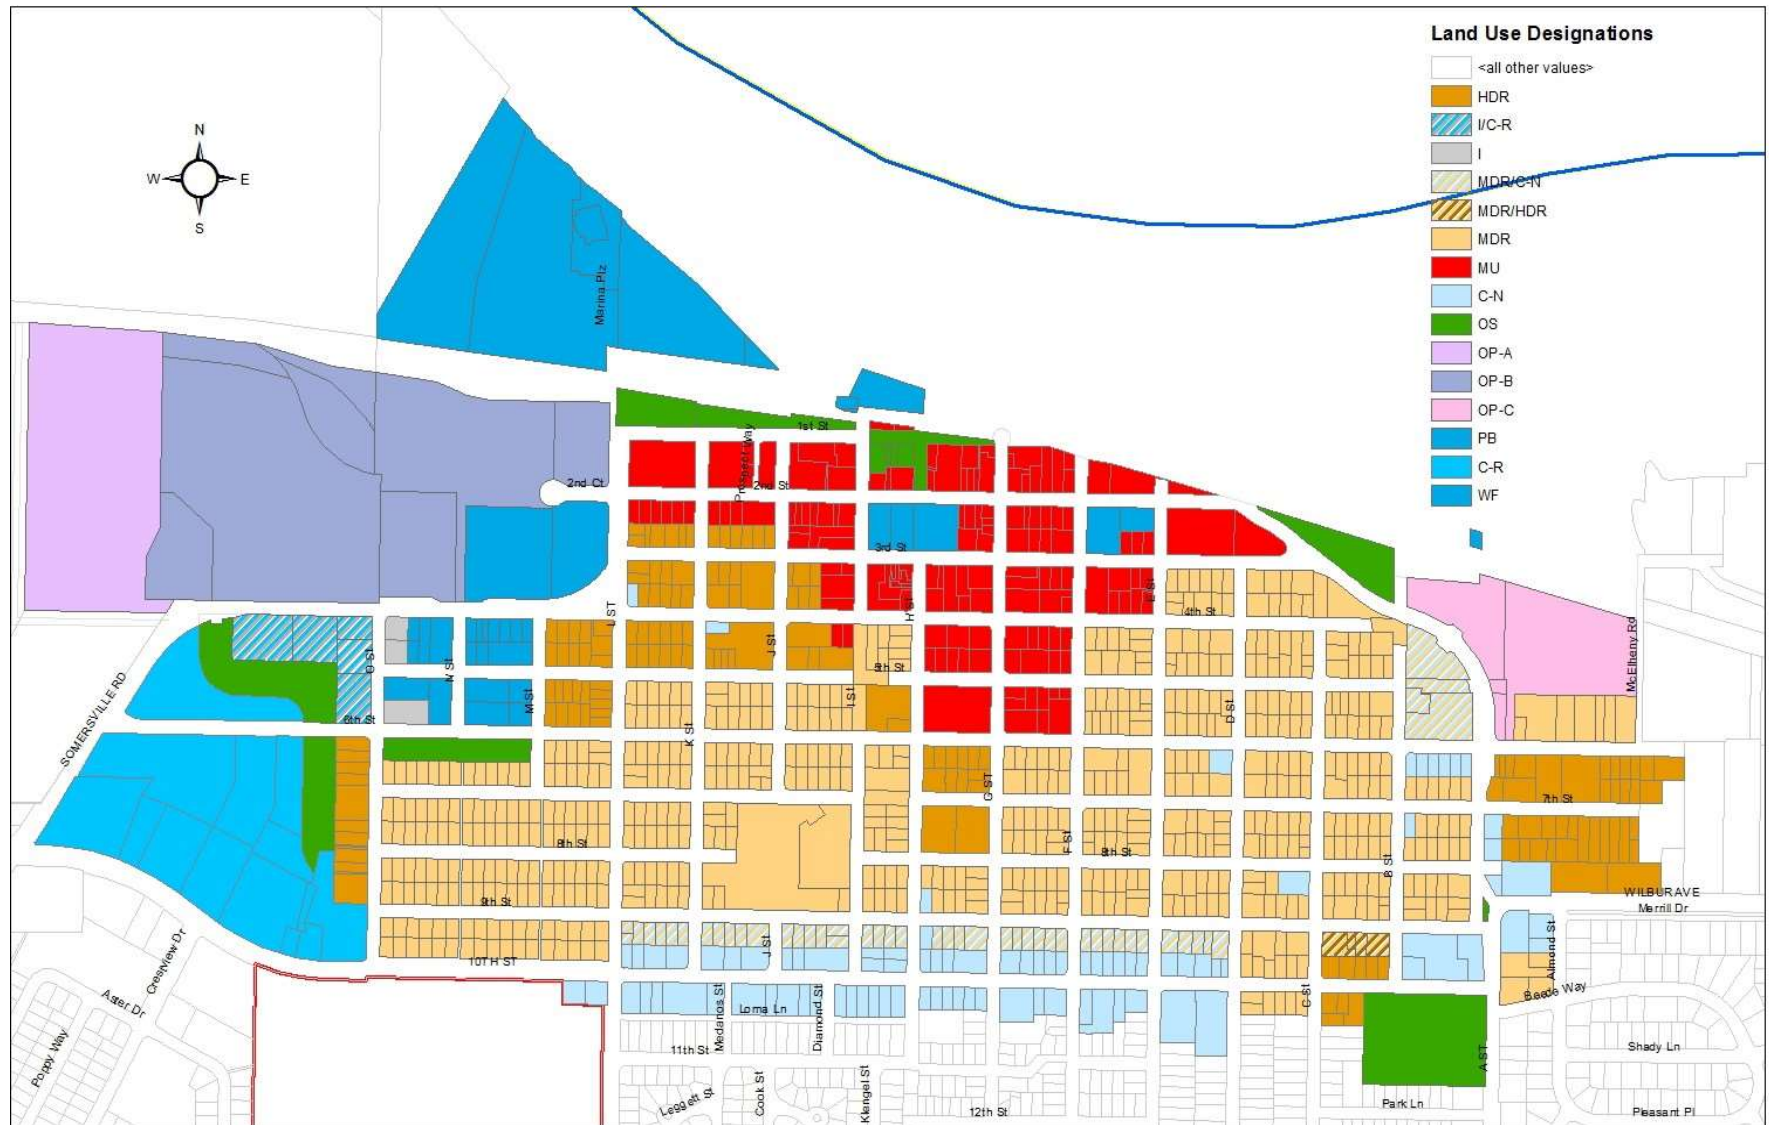 Land Use Designations
<all other values>
HDR
I/C-R
I
MDR/C-N
MDR/HDR
MDR
MU
C-N
OS
OP-A
OP-B
OP-C
PB
C-R
WF
N
W E
S
Marina Plz
1st St
Prospect Way
2nd Ct
2nd St
3rd St
L ST
H St
E St
4th St
J St
O St
N St
5th St
McElheny Rd
SOMERSVILLE RD
M St
I St
6th St
K St
D St
G ST
7th St
F St
8th St
8th St
B St
9th St
WILBUR AVE
Merrill Dr
J St
10TH ST
Almond St
Crestview Dr
Aster Dr
Medanos St
Loma Ln
Diamond St
C St
Beede Way
Poppy Way
11th St
A ST
Shady Ln
Leggett St
Cook St
Klengel St
12th St
Park Ln
Pleasant Pl